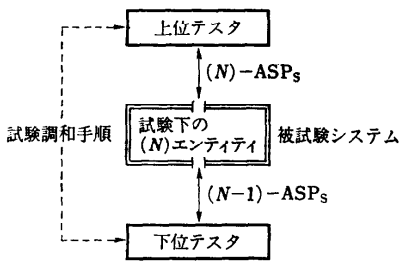 上位テスタ
(N)-ASPs
試験調和手順
試験下の
(N)エンティティ
被試験システム
(N-1)-ASPs
下位テスタ